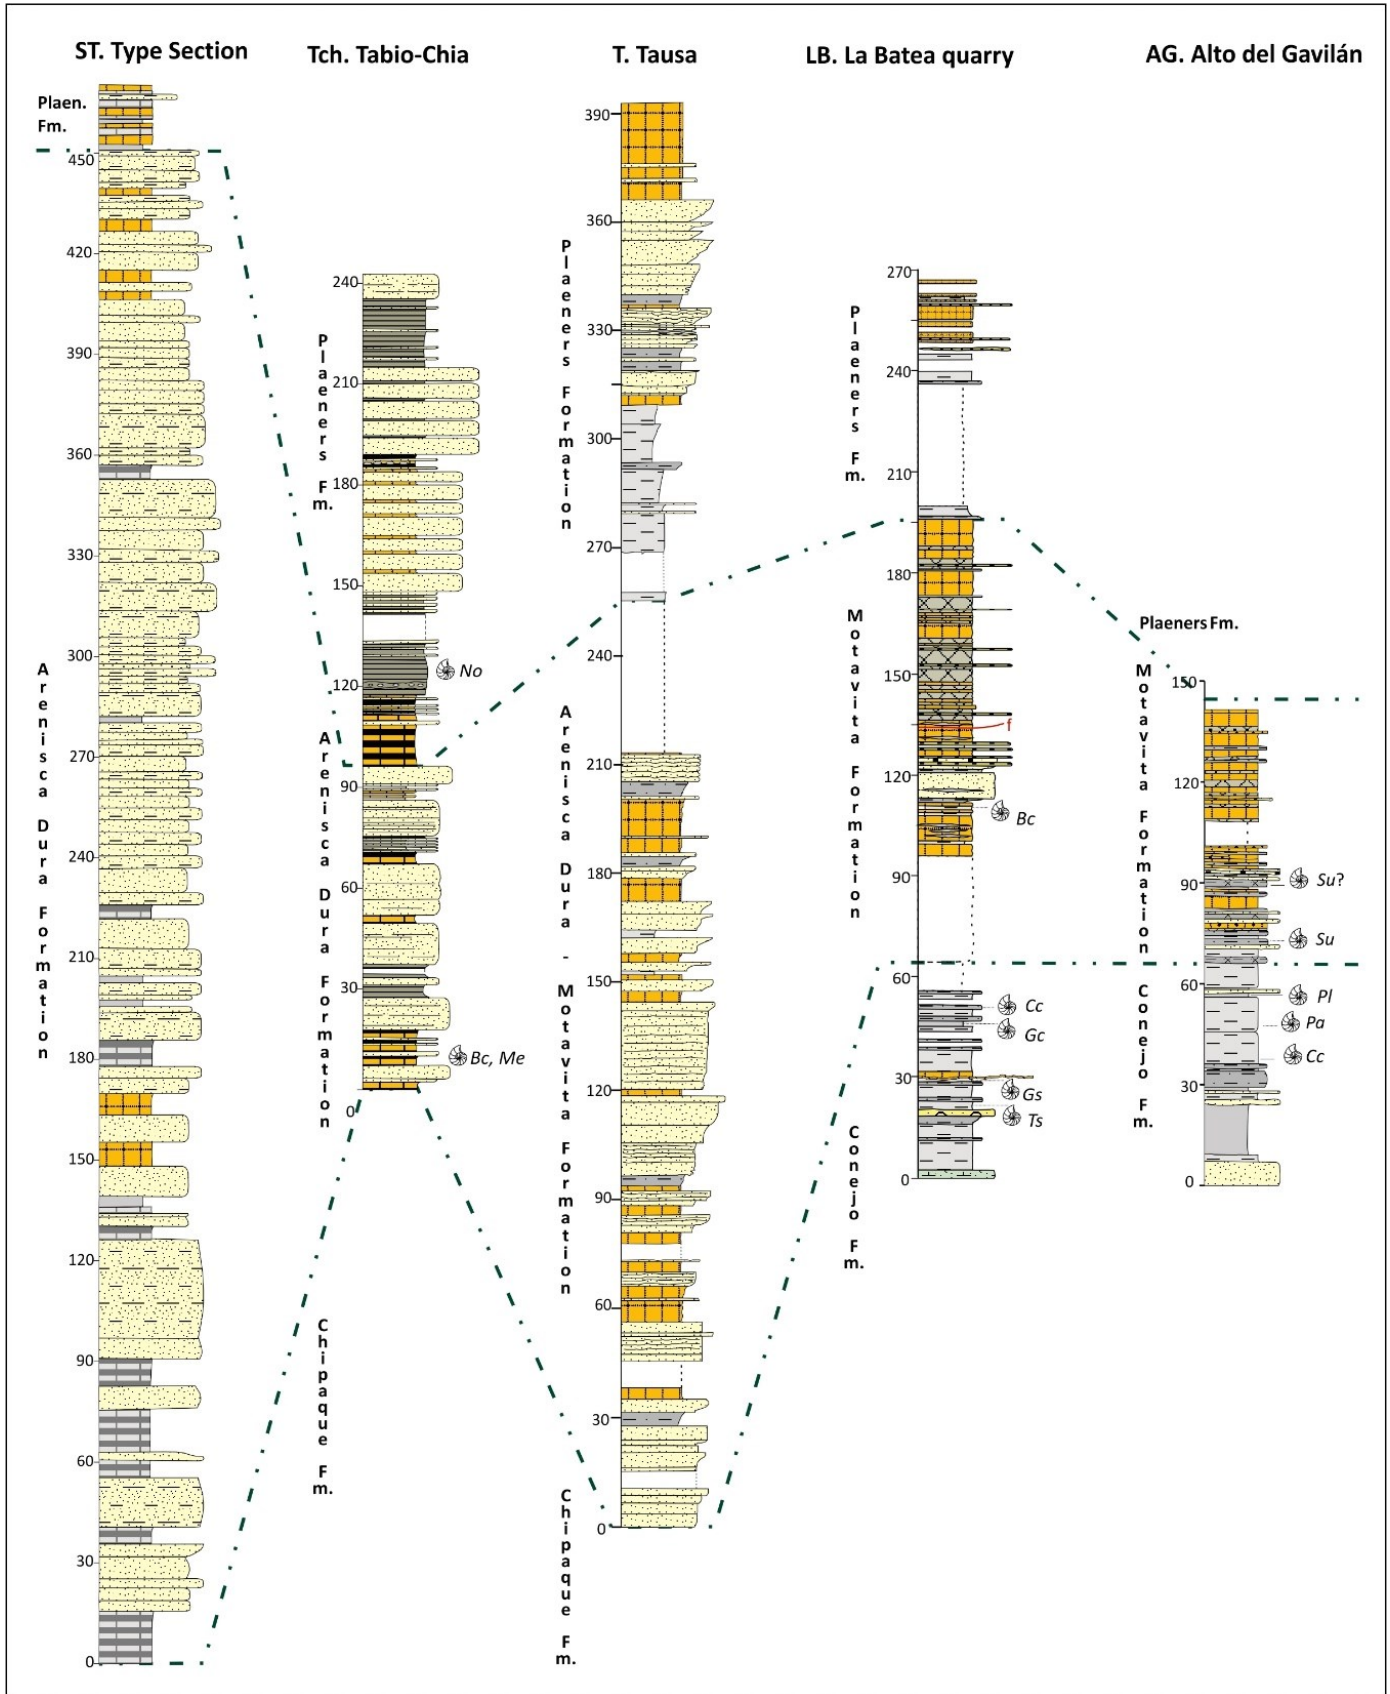 ST. Type Section
Tch. Tabio-Chia
T. Tausa
LB. La Batea quarry
AG. Alto del Gavilán
Plaen.
Fm.
450
420
390
360
330
300
270
240
210
180
150
120
90
60
30
0
Arenisca Dura Formation
240
210
180
150
120
90
60
30
0
Plaeners Fm.
Arenisca Dura Formation
Chipaque Fm.
No
Bc, Me
390
360
330
300
270
240
210
180
150
120
90
60
30
0
Plaeners Formation
Arenisca Dura - Motavita Formation
Chipaque Fm.
270
240
210
180
150
120
90
60
30
0
Plaeners Fm.
Motavita Formation
Conejo Fm.
f
Bc
Cc
Gc
Gs
Ts
Plaeners Fm.
150
120
90
60
30
0
Motavita Formation
Conejo Fm.
Su?
Su
Pl
Pa
Cc